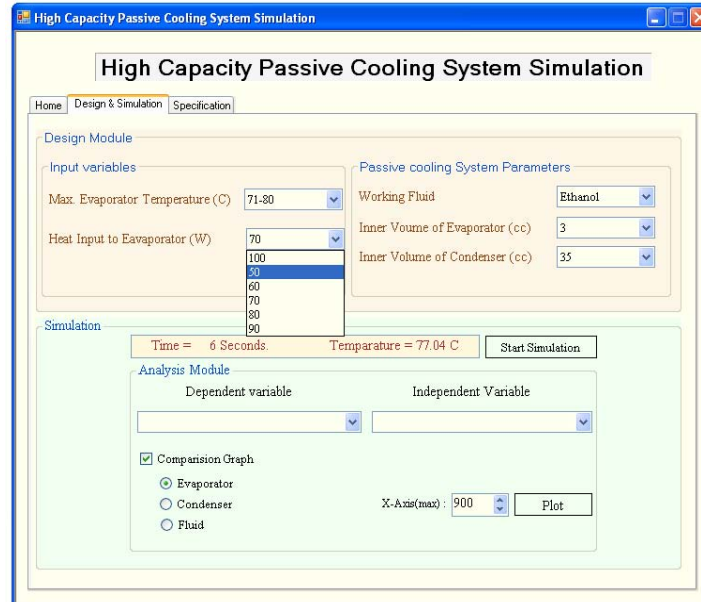 High Capacity Passive Cooling System Simulation
High Capacity Passive Cooling System Simulation
Home Design & Simulation Specification
Design Module
Input variables
Max. Evaporator Temperature (C) 71-80
Heat Input to Eavaporator (W) 70
100
50
60
70
80
90
Passive cooling System Parameters
Working Fluid Ethanol
Inner Voume of Evaporator (cc) 3
Inner Volume of Condenser (cc) 35
Simulation
Time = 6 Seconds. Temparature = 77.04 C Start Simulation
Analysis Module
Dependent variable Independent Variable
Comparision Graph
Evaporator
Condenser
Fluid
X-Axis(max) : 900 Plot